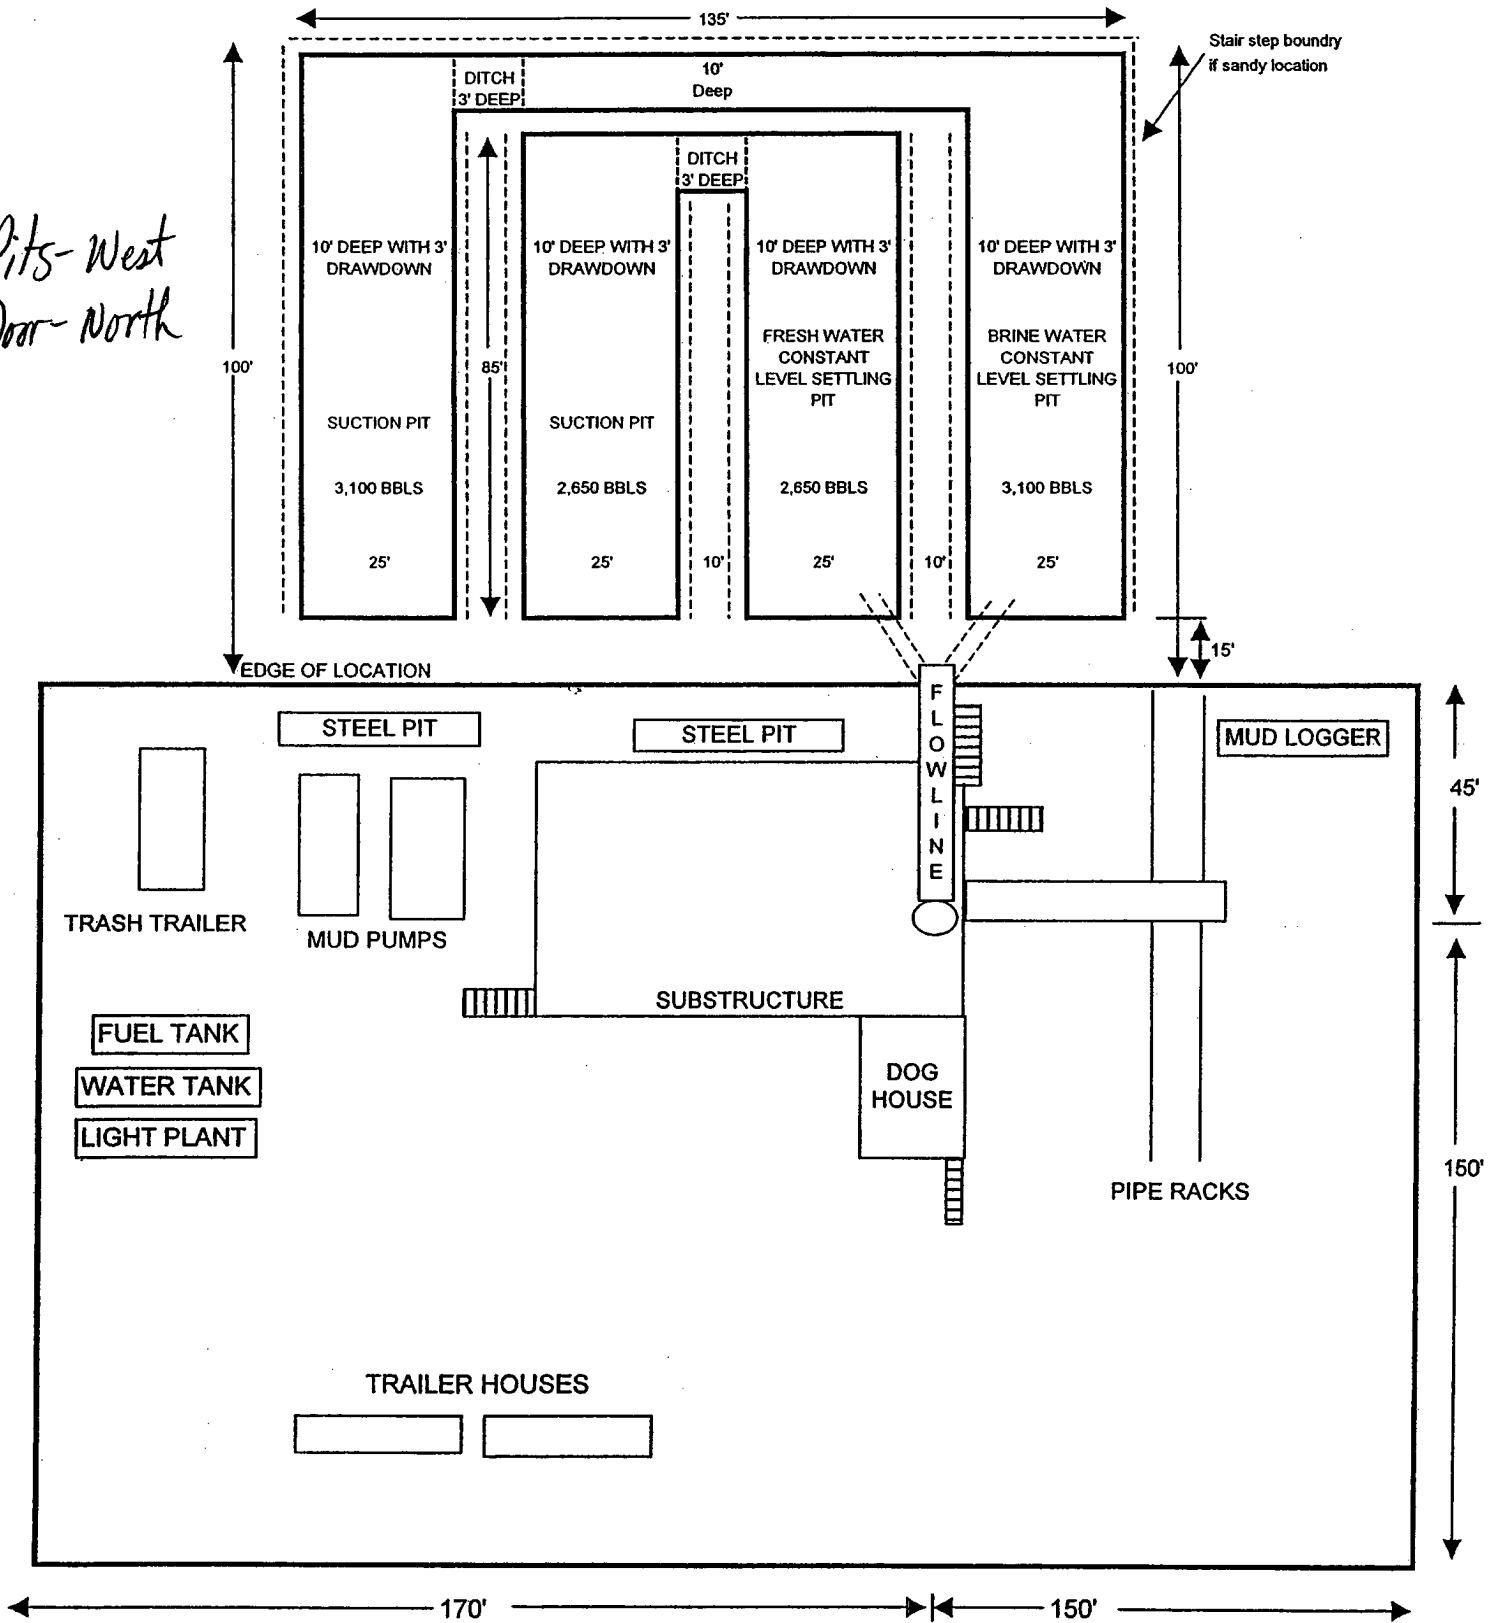 135'
Stair step boundry
if sandy location
DITCH
3' DEEP
10'
Deep
DITCH
3' DEEP
Pits- West
Door- North
10' DEEP WITH 3'
DRAWDOWN
10' DEEP WITH 3'
DRAWDOWN
10' DEEP WITH 3'
DRAWDOWN
10' DEEP WITH 3'
DRAWDOWN
FRESH WATER
CONSTANT
LEVEL SETTLING
PIT
BRINE WATER
CONSTANT
LEVEL SETTLING
PIT
100'
85'
100'
SUCTION PIT
SUCTION PIT
3,100 BBLS
2,650 BBLS
2,650 BBLS
3,100 BBLS
25'
25'
10'
25'
10'
25'
15'
EDGE OF LOCATION
STEEL PIT
STEEL PIT
FLOWLINE
MUD LOGGER
45'
TRASH TRAILER
MUD PUMPS
SUBSTRUCTURE
FUEL TANK
WATER TANK
LIGHT PLANT
DOG
HOUSE
150'
PIPE RACKS
TRAILER HOUSES
170'
150'